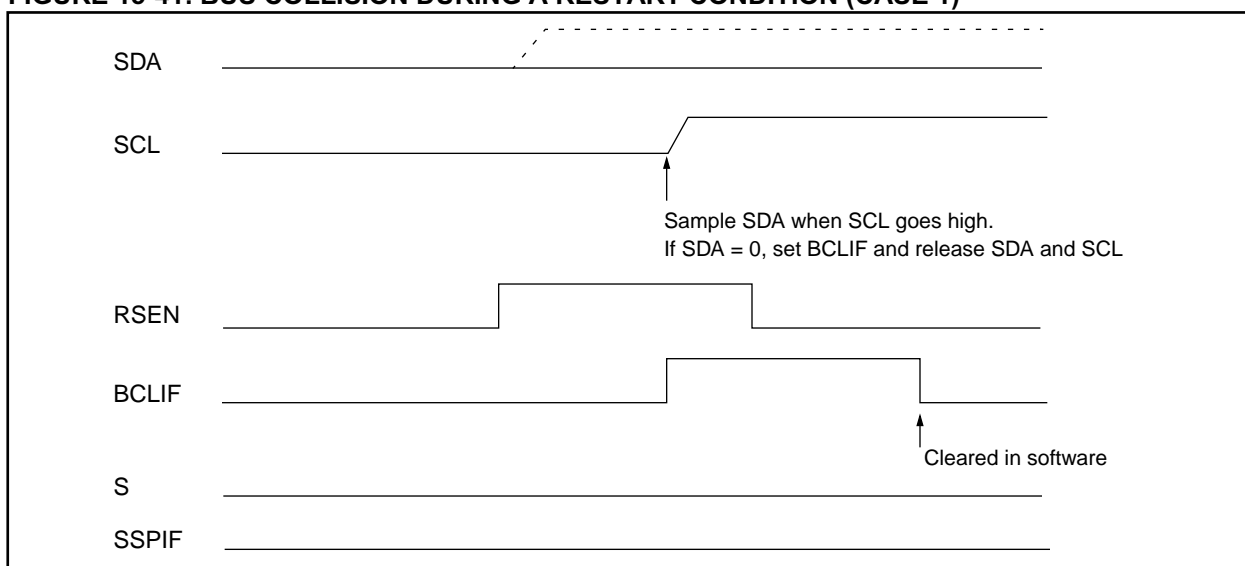 SDA
SCL
Sample SDA when SCL goes high.
If SDA = 0, set BCLIF and release SDA and SCL
RSEN
BCLIF
Cleared in software
S
SSPIF